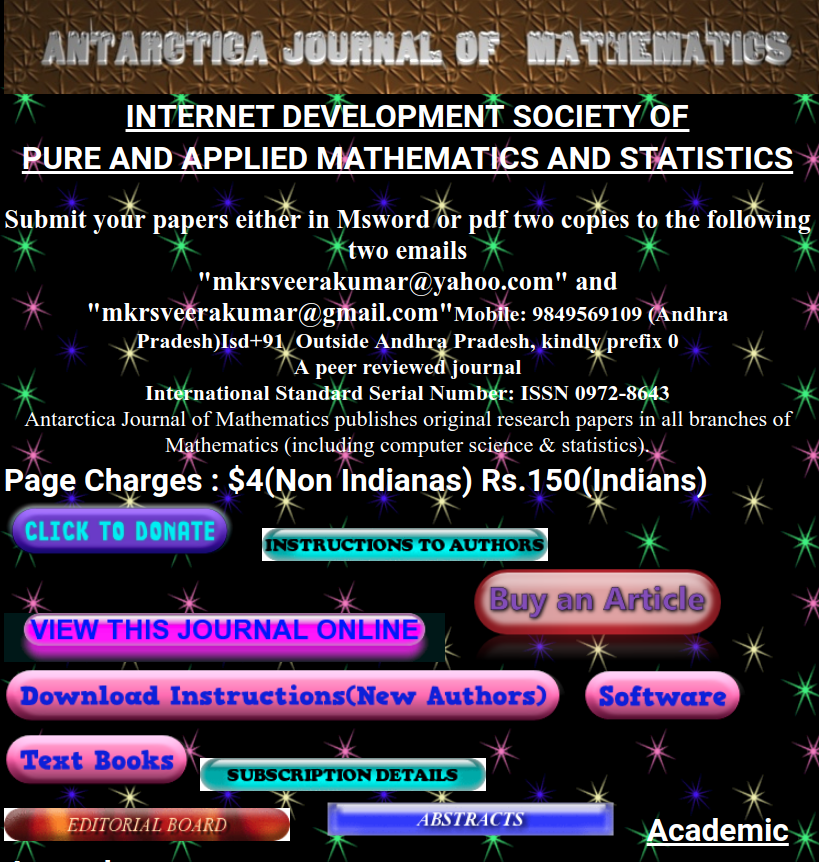 ANTARCTICA JOURNAL OF MATHEMATICS
INTERNET DEVELOPMENT SOCIETY OF
PURE AND APPLIED MATHEMATICS AND STATISTICS
Submit your papers either in Msword or pdf two copies to the following
two emails
"mkrsveerakumar@yahoo.com" and
"mkrsveerakumar@gmail.com"Mobile: 9849569109 (Andhra
Pradesh)Isd+91 Outside Andhra Pradesh, kindly prefix 0
A peer reviewed journal
International Standard Serial Number: ISSN 0972-8643
Antarctica Journal of Mathematics publishes original research papers in all branches of
Mathematics (including computer science & statistics).
Page Charges : $4(Non Indianas) Rs.150(Indians)
CLICK TO DONATE
INSTRUCTIONS TO AUTHORS
Buy an Article
VIEW THIS JOURNAL ONLINE
Download Instructions(New Authors)
Software
Text Books
SUBSCRIPTION DETAILS
EDITORIAL BOARD
ABSTRACTS
Academic